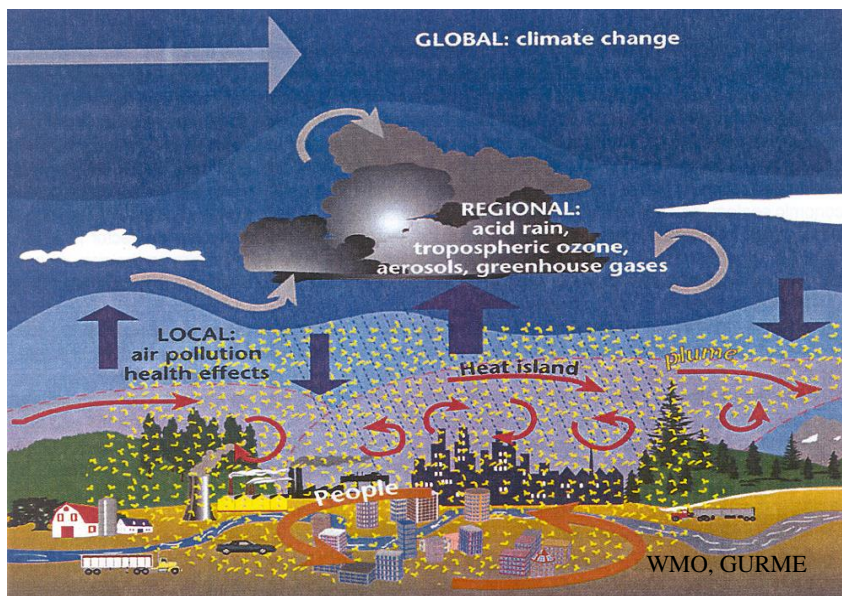 GLOBAL: climate change
REGIONAL:
acid rain,
tropospheric ozone,
aerosols, greenhouse gases
LOCAL:
air pollution
health effects
Heat island
plume
People
WMO, GURME